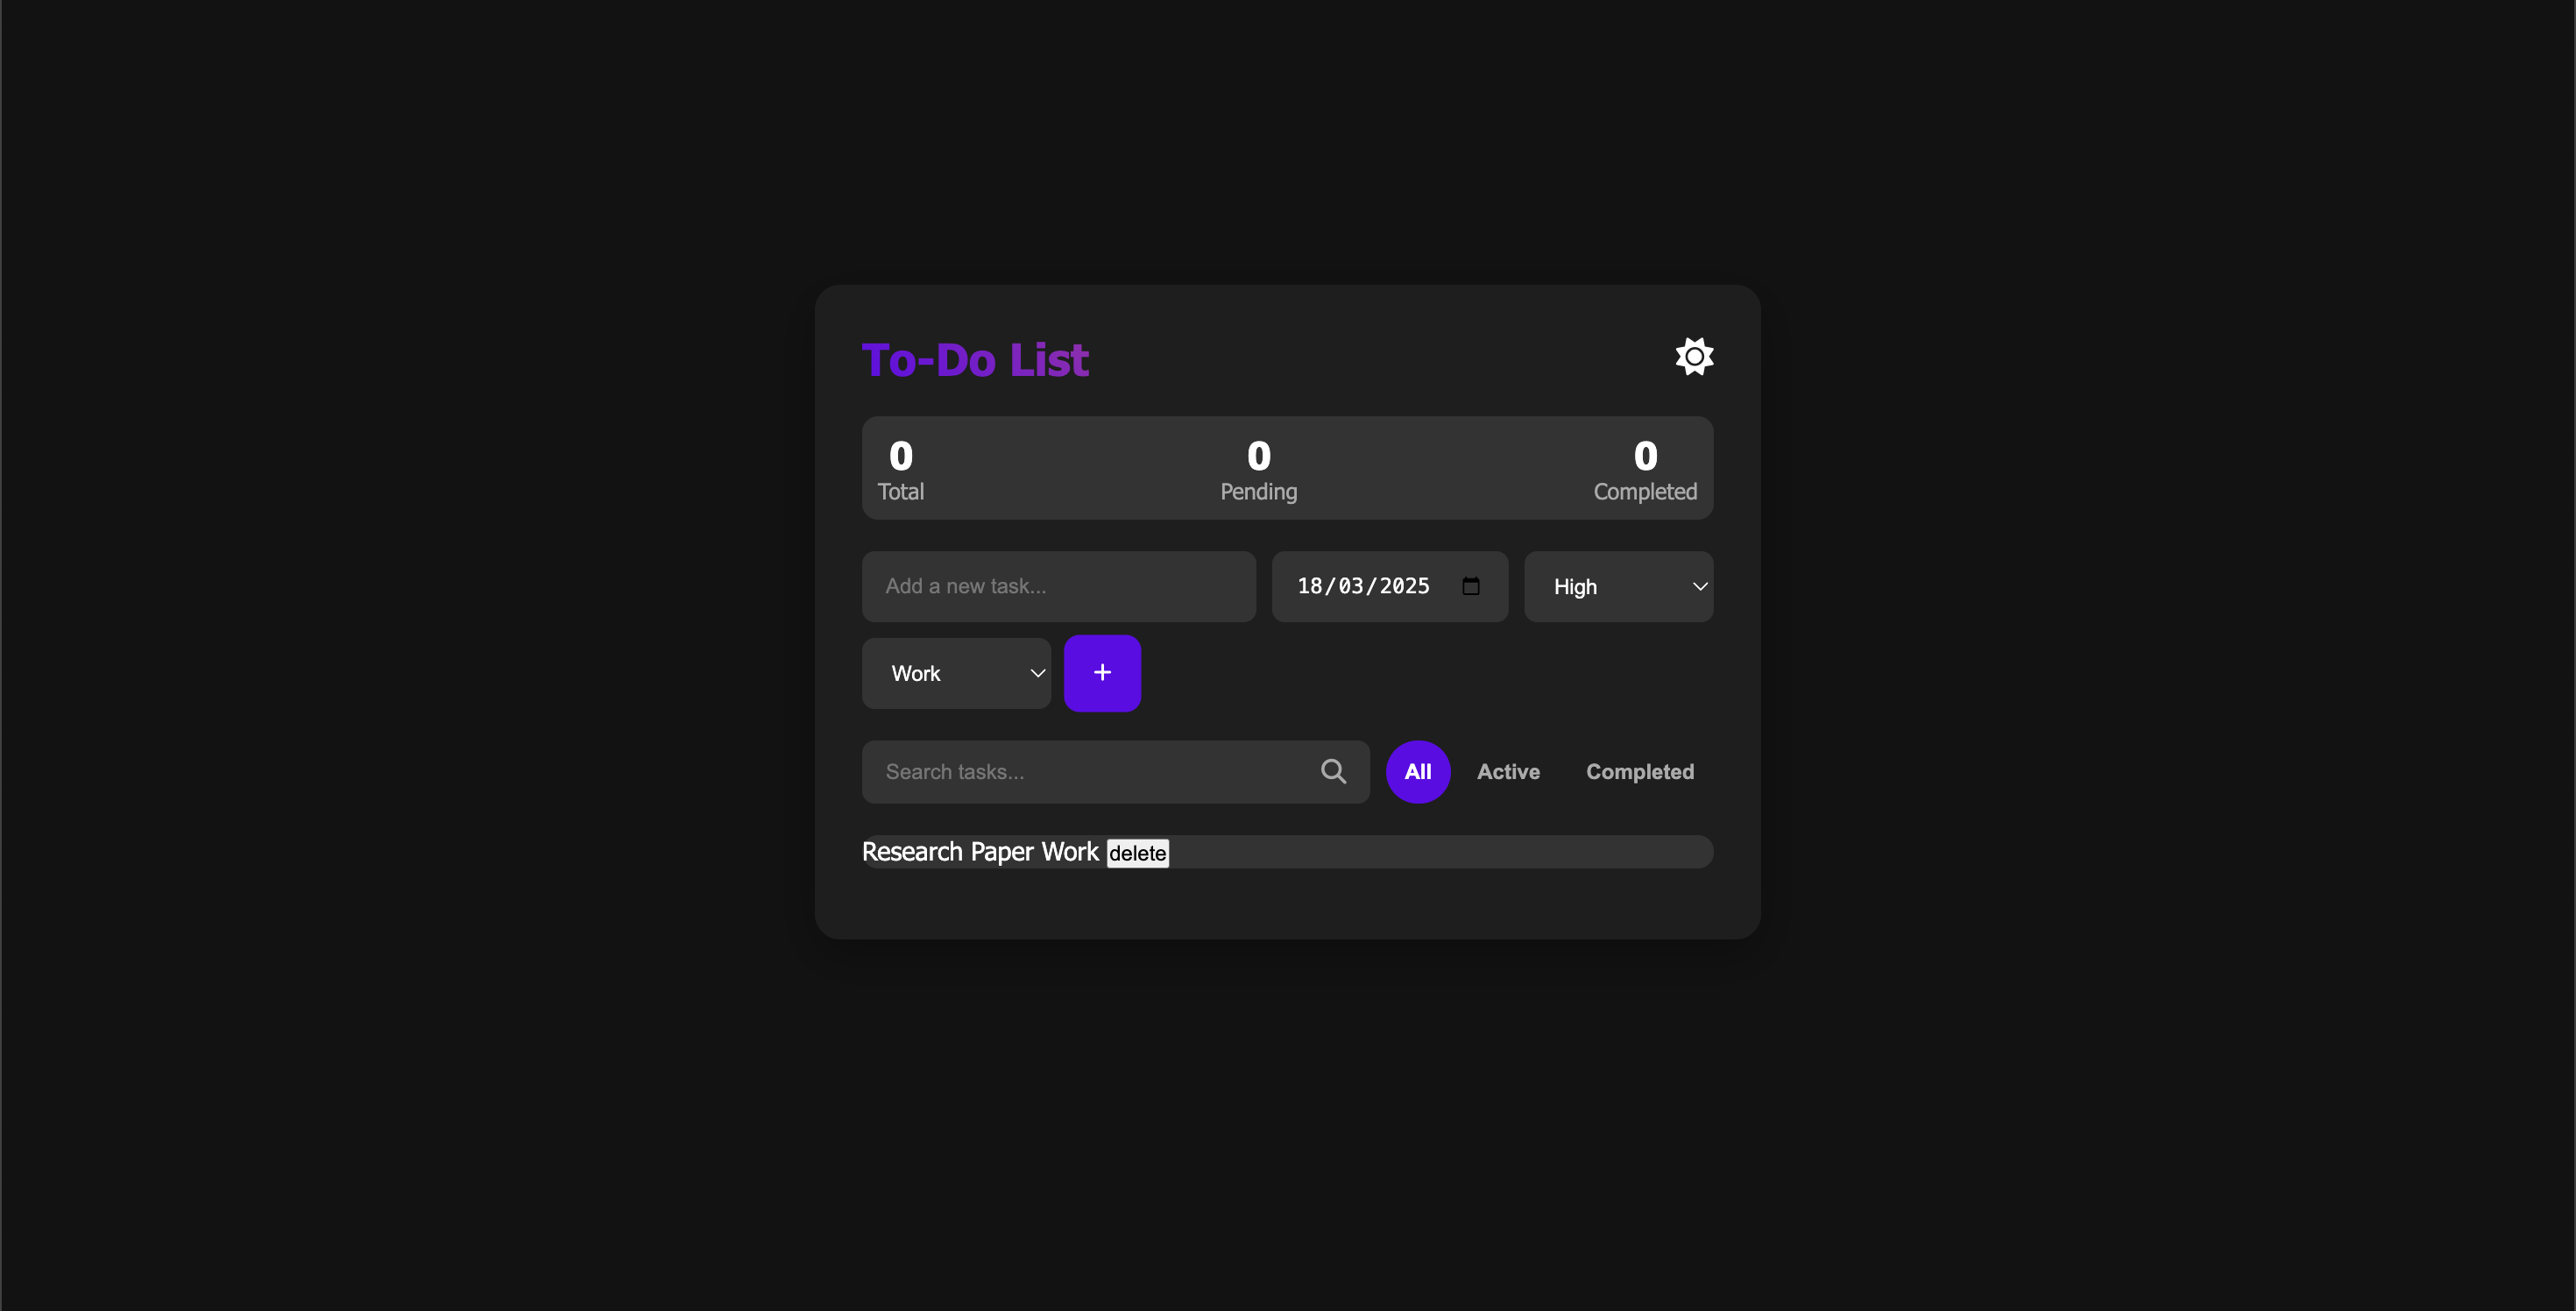 To-Do List
0 0 0
Total Pending Completed
Add a new task... 18/03/2025 High
Work +
Search tasks... All Active Completed
Research Paper Work delete